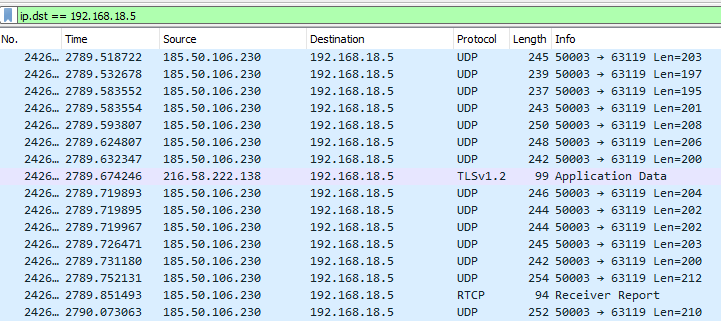 ip.dst == 192.168.18.5
No. Time Source Destination Protocol Length Info
2426… 2789.518722 185.50.106.230 192.168.18.5 UDP 245 50003 → 63119 Len=203
2426… 2789.532678 185.50.106.230 192.168.18.5 UDP 239 50003 → 63119 Len=197
2426… 2789.583552 185.50.106.230 192.168.18.5 UDP 237 50003 → 63119 Len=195
2426… 2789.583554 185.50.106.230 192.168.18.5 UDP 243 50003 → 63119 Len=201
2426… 2789.593807 185.50.106.230 192.168.18.5 UDP 250 50003 → 63119 Len=208
2426… 2789.624807 185.50.106.230 192.168.18.5 UDP 248 50003 → 63119 Len=206
2426… 2789.632347 185.50.106.230 192.168.18.5 UDP 242 50003 → 63119 Len=200
2426… 2789.674246 216.58.222.138 192.168.18.5 TLSv1.2 99 Application Data
2426… 2789.719893 185.50.106.230 192.168.18.5 UDP 246 50003 → 63119 Len=204
2426… 2789.719895 185.50.106.230 192.168.18.5 UDP 244 50003 → 63119 Len=202
2426… 2789.719967 185.50.106.230 192.168.18.5 UDP 244 50003 → 63119 Len=202
2426… 2789.726471 185.50.106.230 192.168.18.5 UDP 245 50003 → 63119 Len=203
2426… 2789.731180 185.50.106.230 192.168.18.5 UDP 242 50003 → 63119 Len=200
2426… 2789.752131 185.50.106.230 192.168.18.5 UDP 254 50003 → 63119 Len=212
2426… 2789.851493 185.50.106.230 192.168.18.5 RTCP 94 Receiver Report
2426… 2790.073063 185.50.106.230 192.168.18.5 UDP 252 50003 → 63119 Len=210